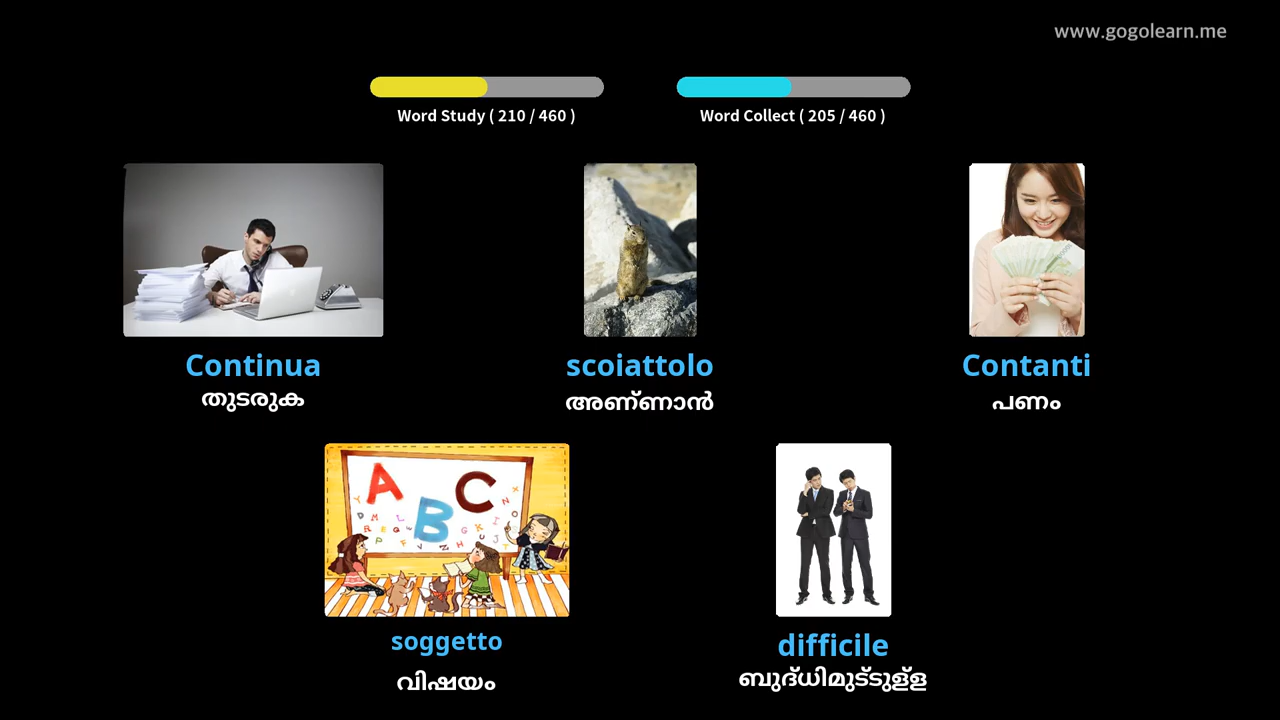 www.gogolearn.me
Word Study ( 210 / 460 )
Word Collect ( 205 / 460 )
Continua
തുടരുക
scoiattolo
അണ്ണാൻ
Contanti
പണം
A B C
soggetto
വിഷയം
difficile
ബുദ്ധിമുട്ടുള്ള